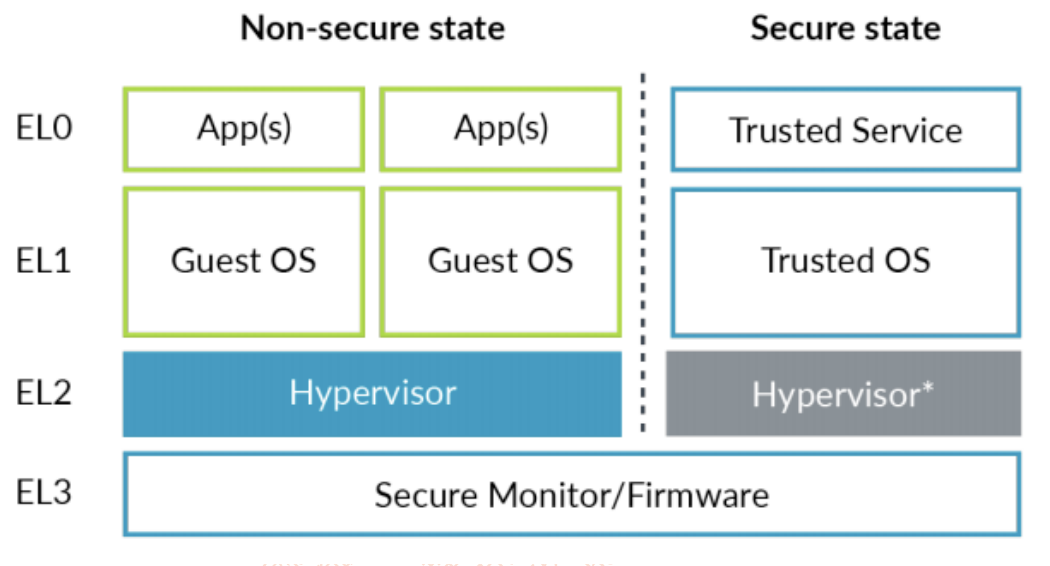 Non-secure state Secure state
EL0 App(s) App(s) Trusted Service
EL1 Guest OS Guest OS Trusted OS
EL2 Hypervisor Hypervisor*
EL3 Secure Monitor/Firmware